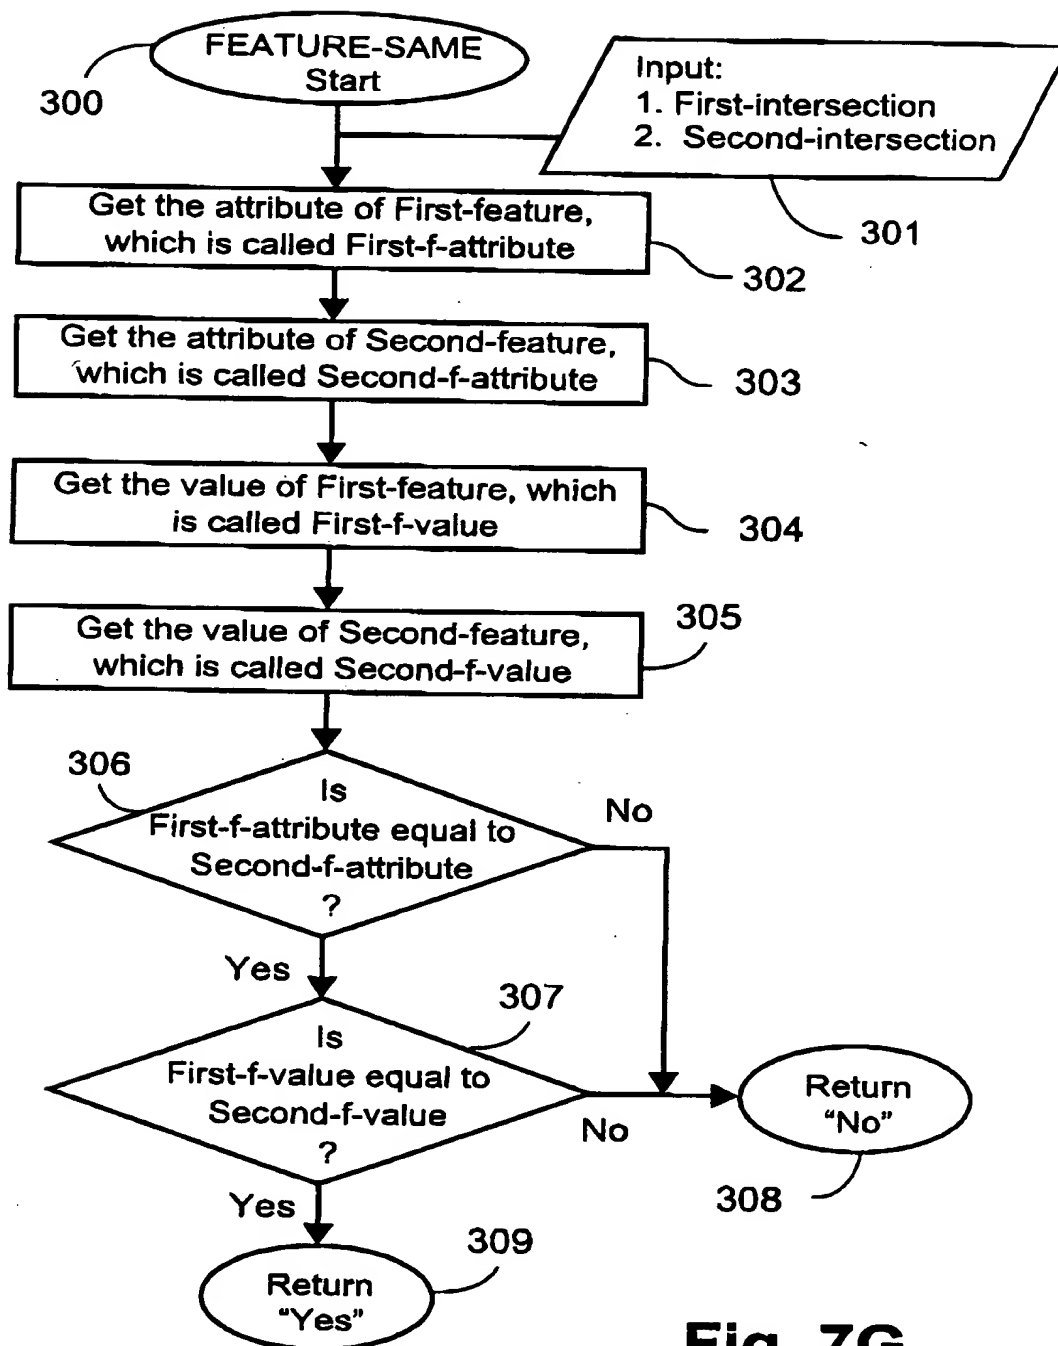 FEATURE-SAME
Start
300
Input:
1. First-intersection
2. Second-intersection
301
Get the attribute of First-feature,
which is called First-f-attribute
302
Get the attribute of Second-feature,
which is called Second-f-attribute
303
Get the value of First-feature, which
is called First-f-value
304
Get the value of Second-feature,
which is called Second-f-value
305
306
Is
First-f-attribute equal to
Second-f-attribute
?
No
Yes
307
Is
First-f-value equal to
Second-f-value
?
No
Return
"No"
308
Yes
309
Return
"Yes"
Fig. 7G